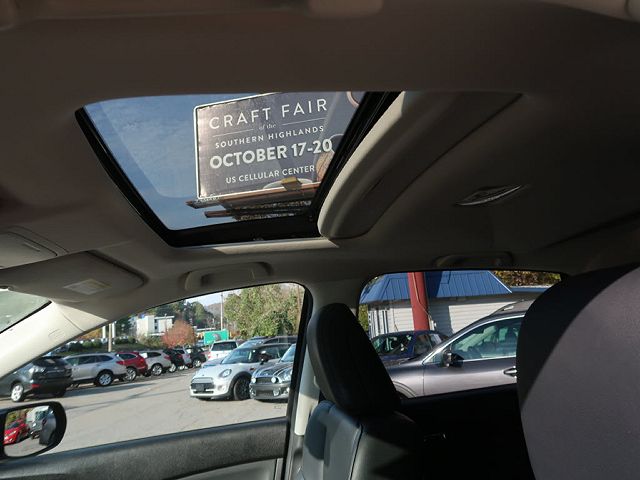 CRAFT FAIR
of the
SOUTHERN HIGHLANDS
OCTOBER 17-20
US CELLULAR CENTER